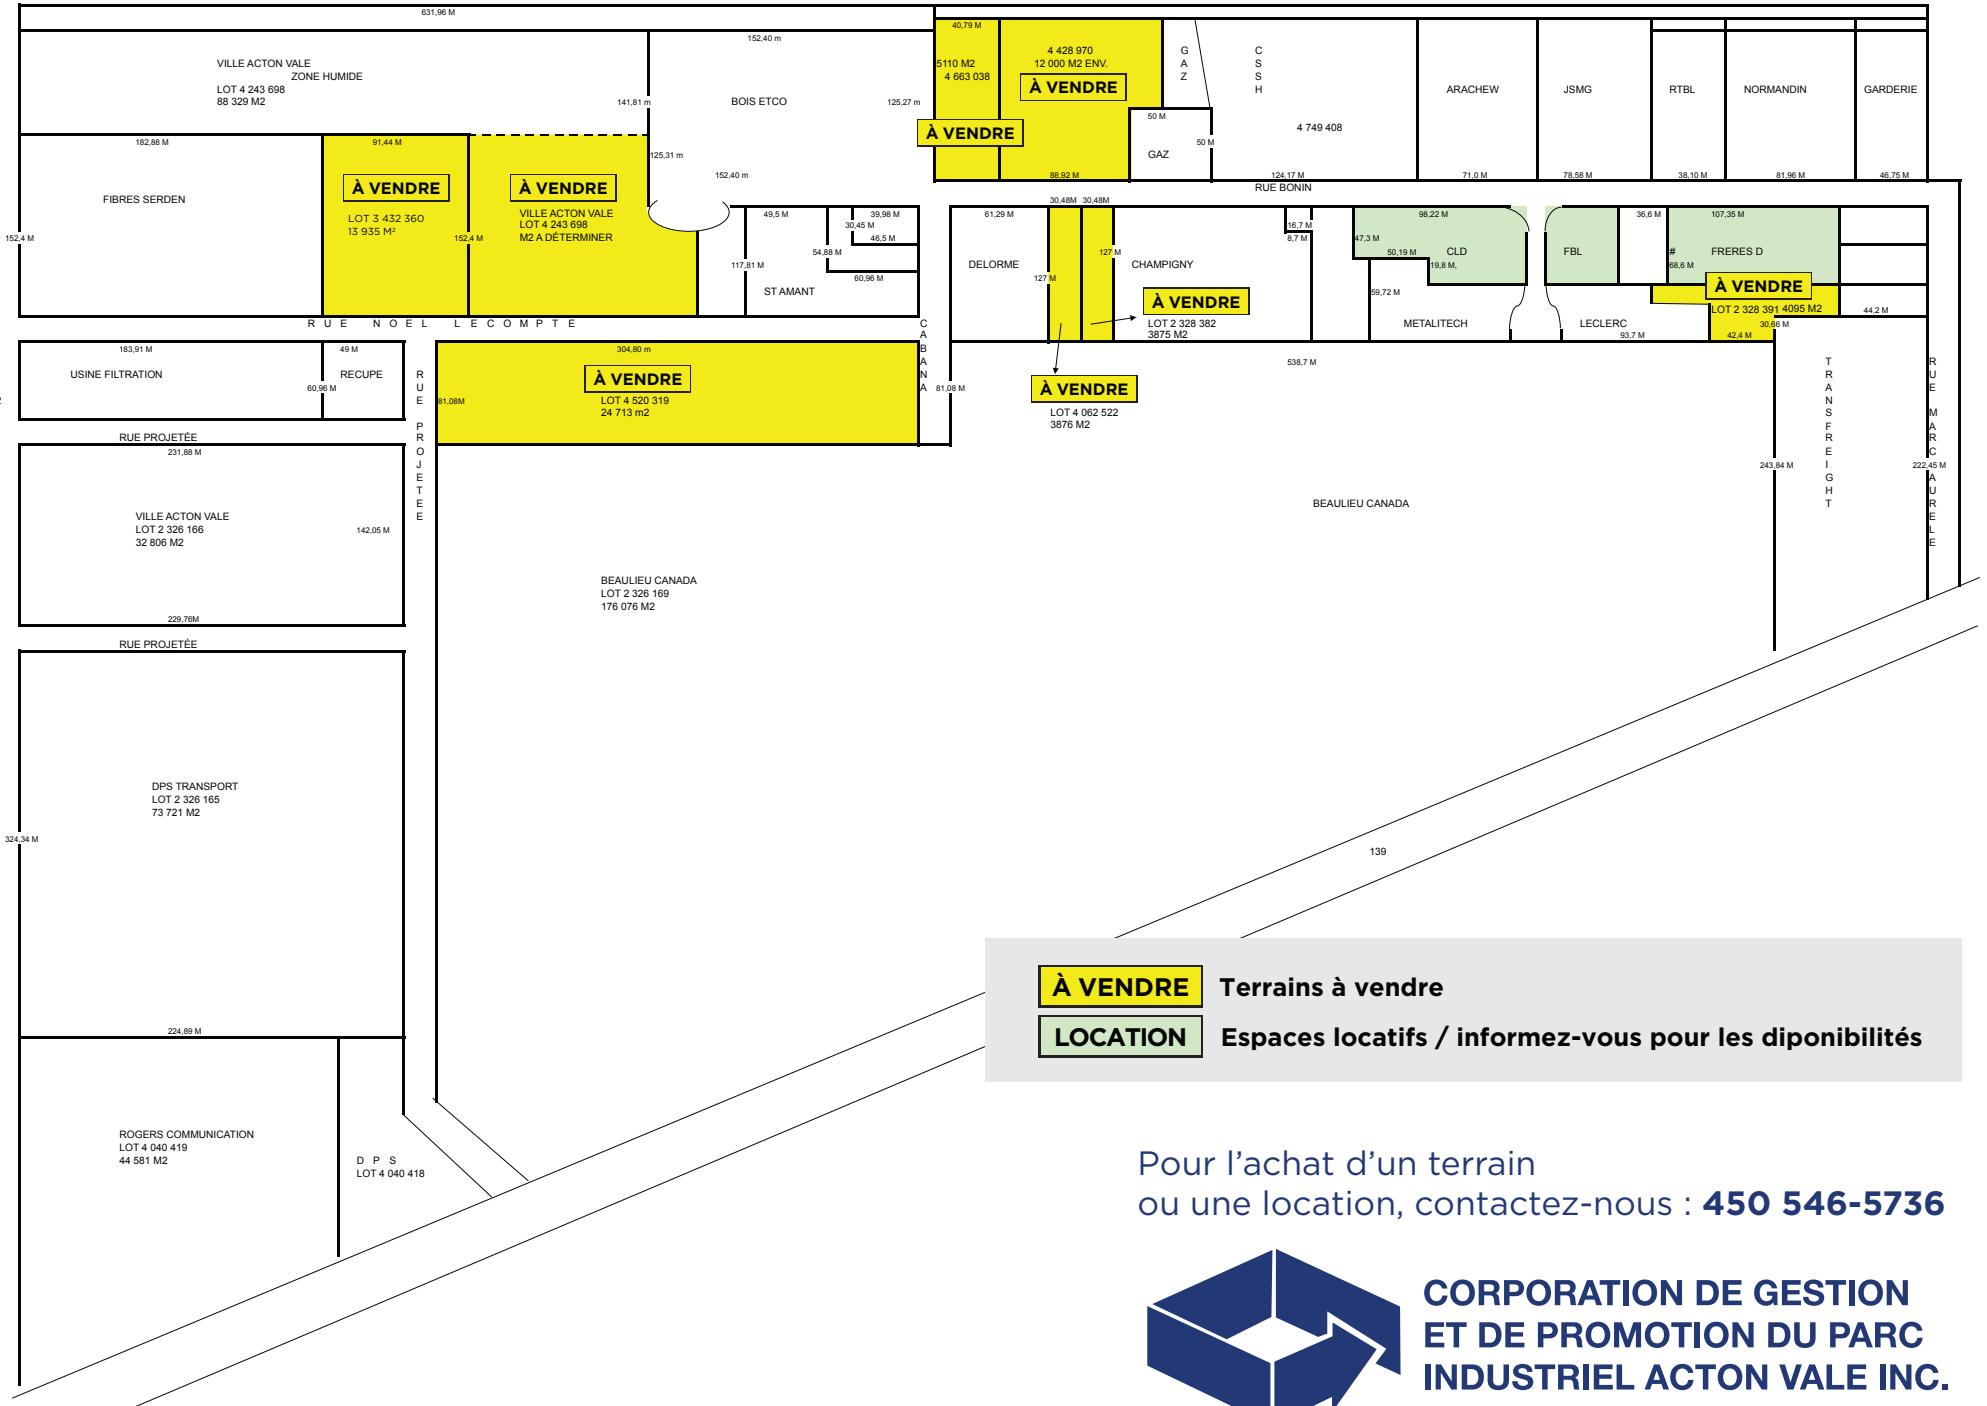 631,96 M
VILLE ACTON VALE
ZONE HUMIDE
LOT 4 243 698
88 329 M2
152,40 m
141,81 m
BOIS ETCO
125,27 m
125,31 m
152,40 m
40,79 M
5110 M2
4 663 038
À VENDRE
4 428 970
12 000 M2 ENV.
À VENDRE
88,92 M
GAZ
50 M
GAZ
50 M
CSSH
4 749 408
124,17 M
RUE BONIN
ARACHEW
71,0 M
JSMG
78,58 M
RTBL
38,10 M
NORMANDIN
81,96 M
GARDERIE
46,75 M
182,88 M
FIBRES SERDEN
152,4 M
91,44 M
À VENDRE
LOT 3 432 360
13 935 M²
152,4 M
À VENDRE
VILLE ACTON VALE
LOT 4 243 698
M2 A DÉTERMINER
49,5 M
117,81 M
ST AMANT
39,98 M
30,45 M
46,5 M
54,88 M
60,96 M
61,29 M
DELORME
30,48M
30,48M
127 M
127 M
CHAMPIGNY
À VENDRE
LOT 2 328 382
3875 M2
À VENDRE
LOT 4 062 522
3876 M2
16,7 M
8,7 M
98,22 M
47,3 M
50,19 M
CLD
19,8 M,
59,72 M
METALITECH
FBL
36,6 M
107,35 M
#
FRERES D
68,6 M
À VENDRE
LOT 2 328 391 4095 M2
LECLERC
93,7 M
30,66 M
42,4 M
44,2 M
RUE NOEL LECOMPTE
CABANA
183,91 M
USINE FILTRATION
49 M
RECUPE
60,96 M
RUE PROJETEE
304,80 m
À VENDRE
LOT 4 520 319
24 713 m2
81,08M
81,08 M
538,7 M
TRANSFREIGHT
RUE MARC AURELE
243,84 M
222,45 M
RUE PROJETÉE
231,88 M
VILLE ACTON VALE
LOT 2 326 166
32 806 M2
142,05 M
229,76M
RUE PROJETÉE
BEAULIEU CANADA
BEAULIEU CANADA
LOT 2 326 169
176 076 M2
DPS TRANSPORT
LOT 2 326 165
73 721 M2
324,34 M
224,89 M
139
ROGERS COMMUNICATION
LOT 4 040 419
44 581 M2
D P S
LOT 4 040 418
À VENDRE Terrains à vendre
LOCATION Espaces locatifs / informez-vous pour les diponibilités
Pour l'achat d'un terrain
ou une location, contactez-nous : 450 546-5736
CORPORATION DE GESTION
ET DE PROMOTION DU PARC
INDUSTRIEL ACTON VALE INC.